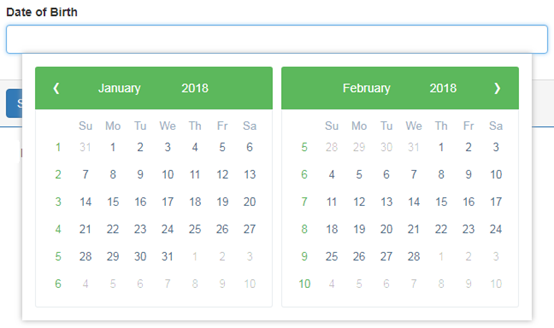 Date of Birth
❮ January 2018
Su Mo Tu We Th Fr Sa
1 31 1 2 3 4 5 6
2 7 8 9 10 11 12 13
3 14 15 16 17 18 19 20
4 21 22 23 24 25 26 27
5 28 29 30 31 1 2 3
6 4 5 6 7 8 9 10
February 2018 ❯
Su Mo Tu We Th Fr Sa
5 28 29 30 31 1 2 3
6 4 5 6 7 8 9 10
7 11 12 13 14 15 16 17
8 18 19 20 21 22 23 24
9 25 26 27 28 1 2 3
10 4 5 6 7 8 9 10